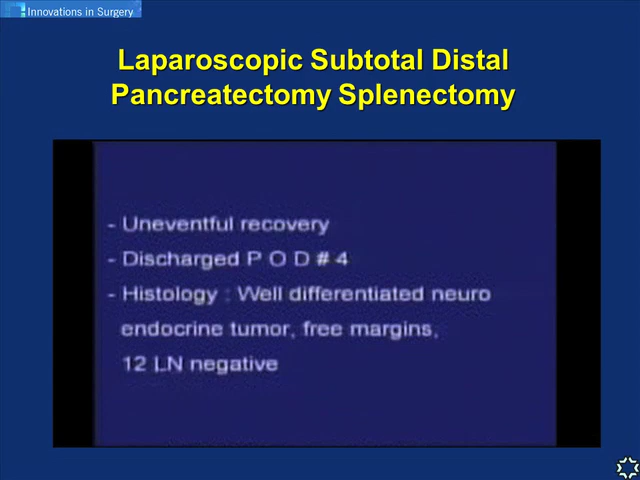 Innovations in Surgery
Laparoscopic Subtotal Distal
Pancreatectomy Splenectomy
- Uneventful recovery
- Discharged P O D # 4
- Histology : Well differentiated neuro
endocrine tumor, free margins,
12 LN negative